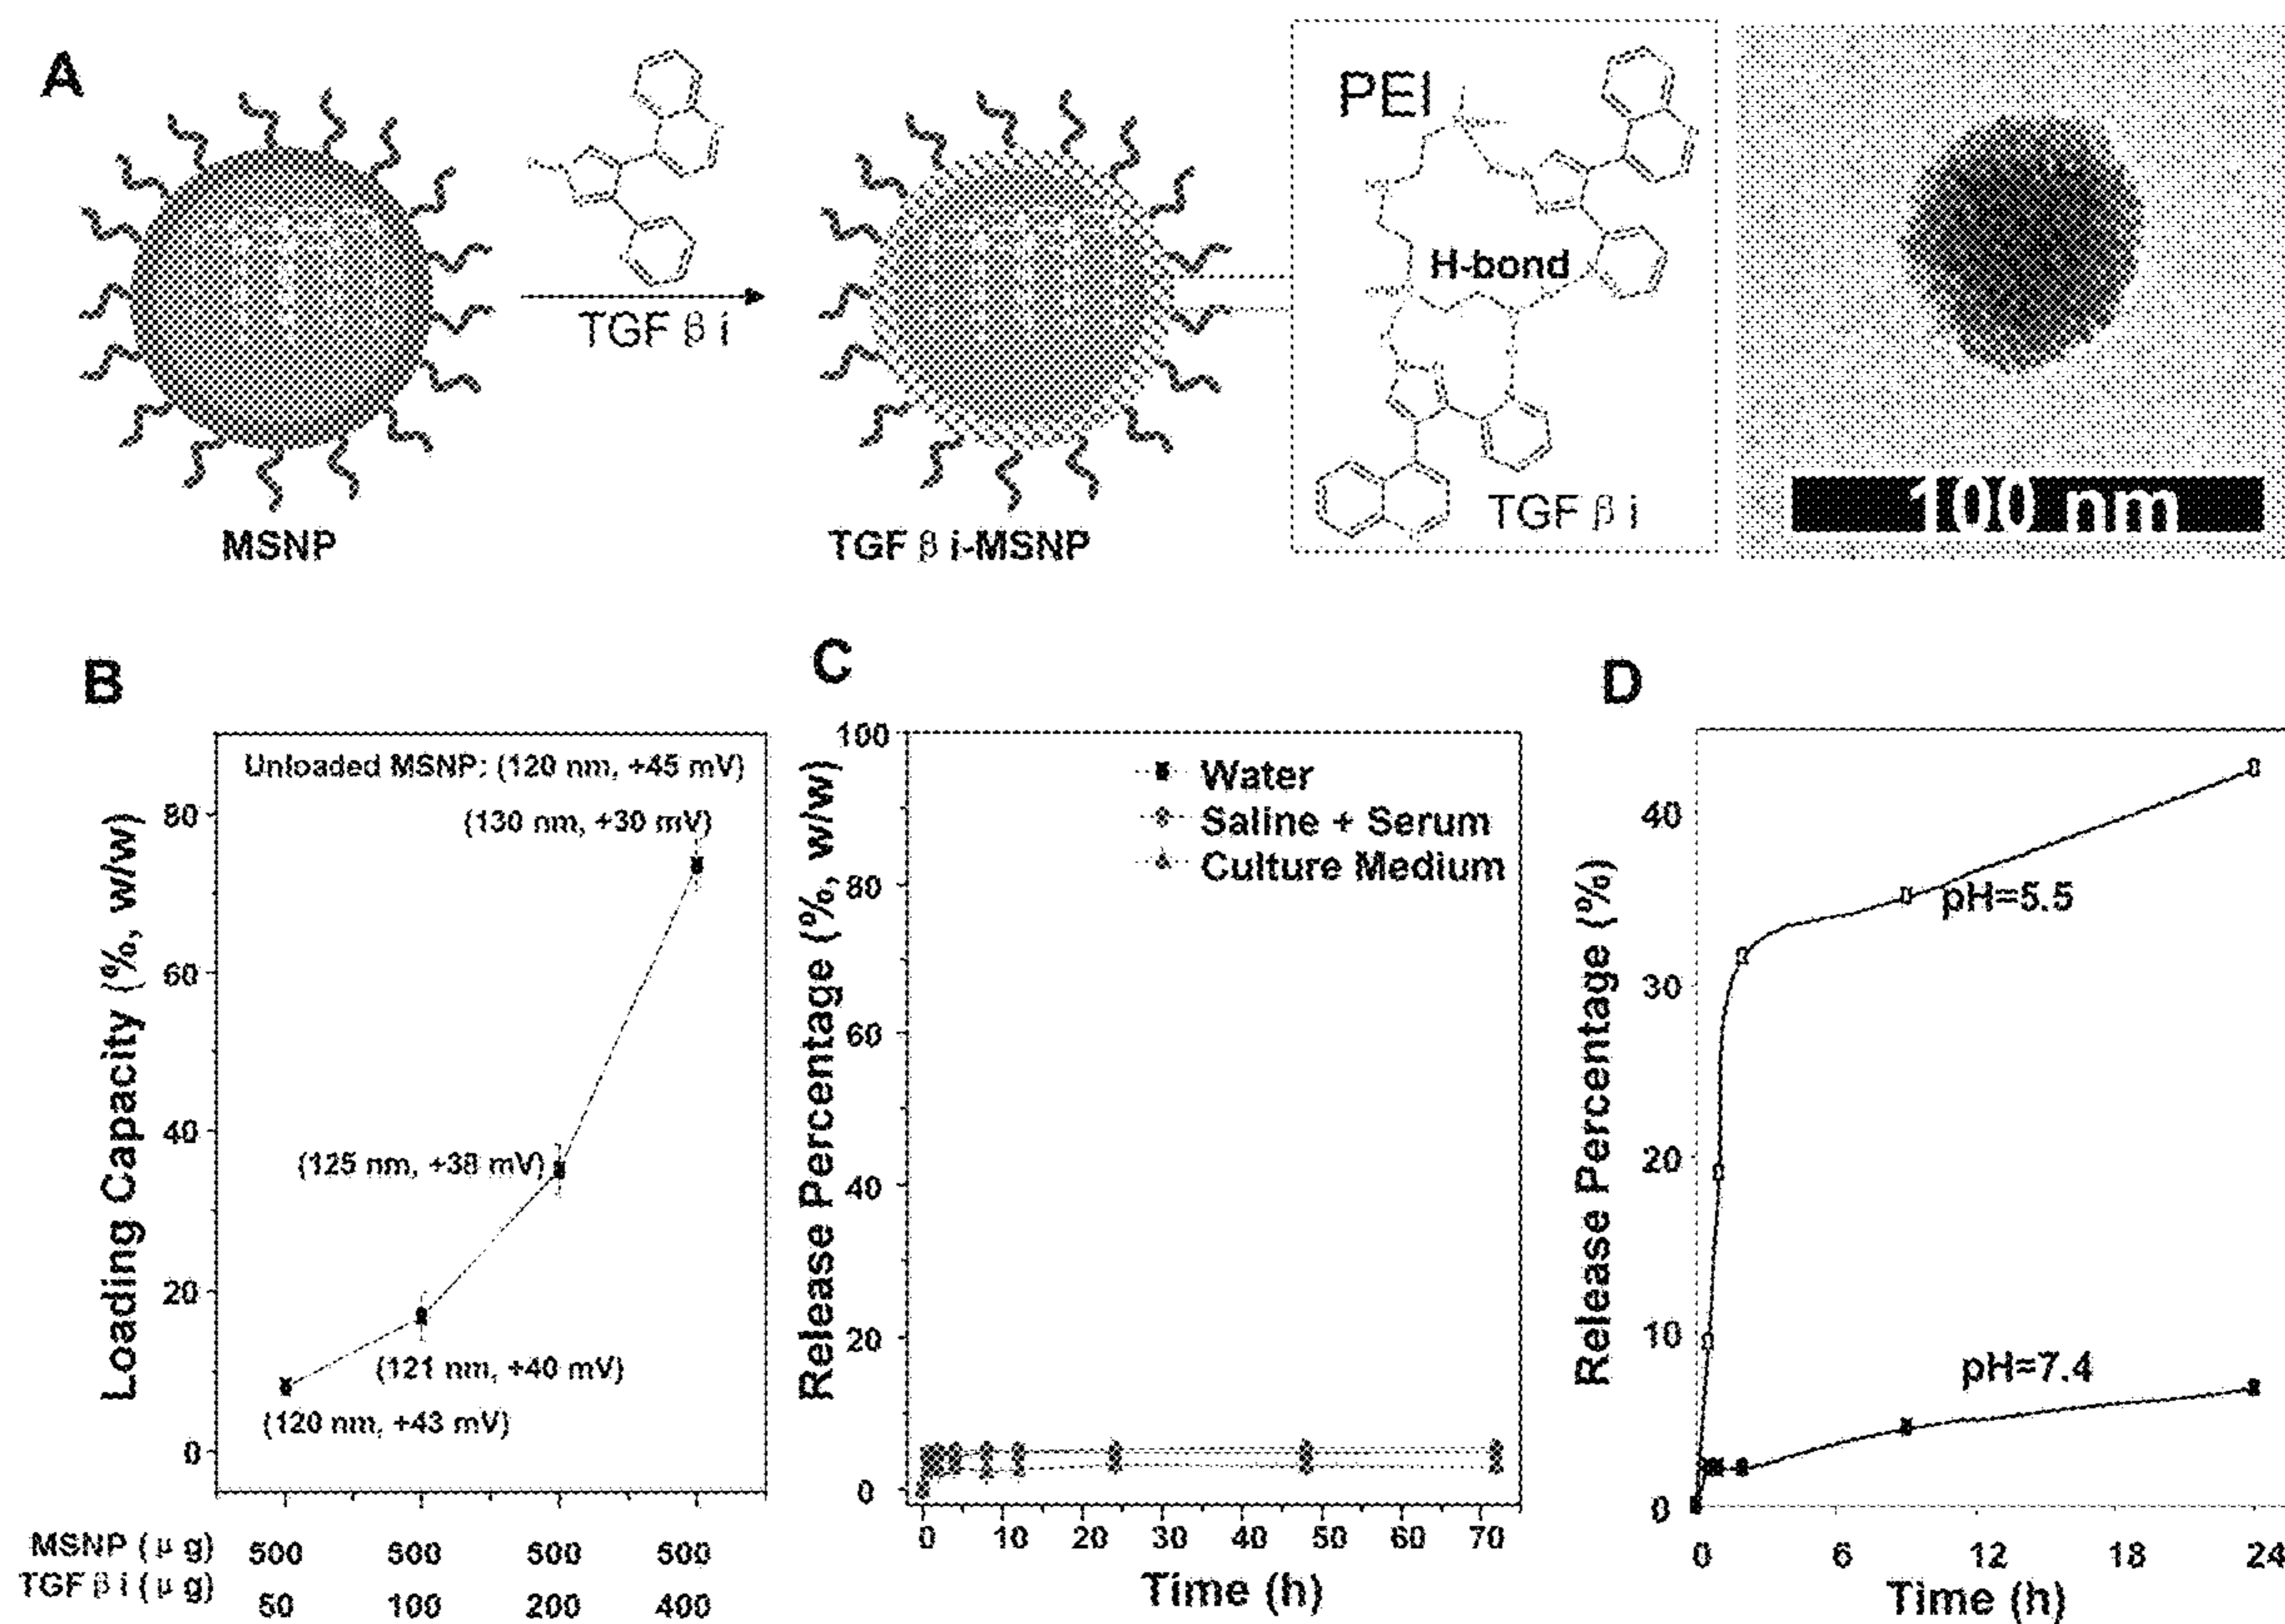 A
PEI
H-bond
TGF β i
TGF β i
100 nm
MSNP
TGF β i-MSNP
B
Loading Capacity (%, w/w)
Unloaded MSNP: (120 nm, +45 mV)
(130 nm, +30 mV)
(125 nm, +38 mV)
(121 nm, +40 mV)
(120 nm, +43 mV)
80
60
40
20
0
MSNP (μ g) 500 500 500 500
TGF β i (μ g) 50 100 200 400
C
Release Percentage (%, w/w)
Water
Saline + Serum
Culture Medium
100
80
60
40
20
0
0 10 20 30 40 50 60 70
Time (h)
D
Release Percentage (%)
pH=5.5
pH=7.4
40
30
20
10
0
0 6 12 18 24
Time (h)